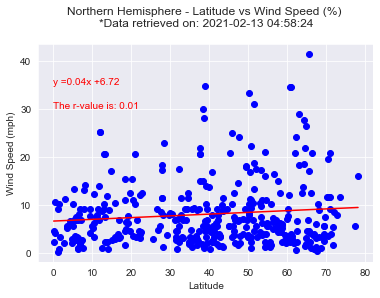 Northern Hemisphere - Latitude vs Wind Speed (%)
*Data retrieved on: 2021-02-13 04:58:24
40
30
20
10
0
Wind Speed (mph)
y =0.04x +6.72
The r-value is: 0.01
0 10 20 30 40 50 60 70 80
Latitude